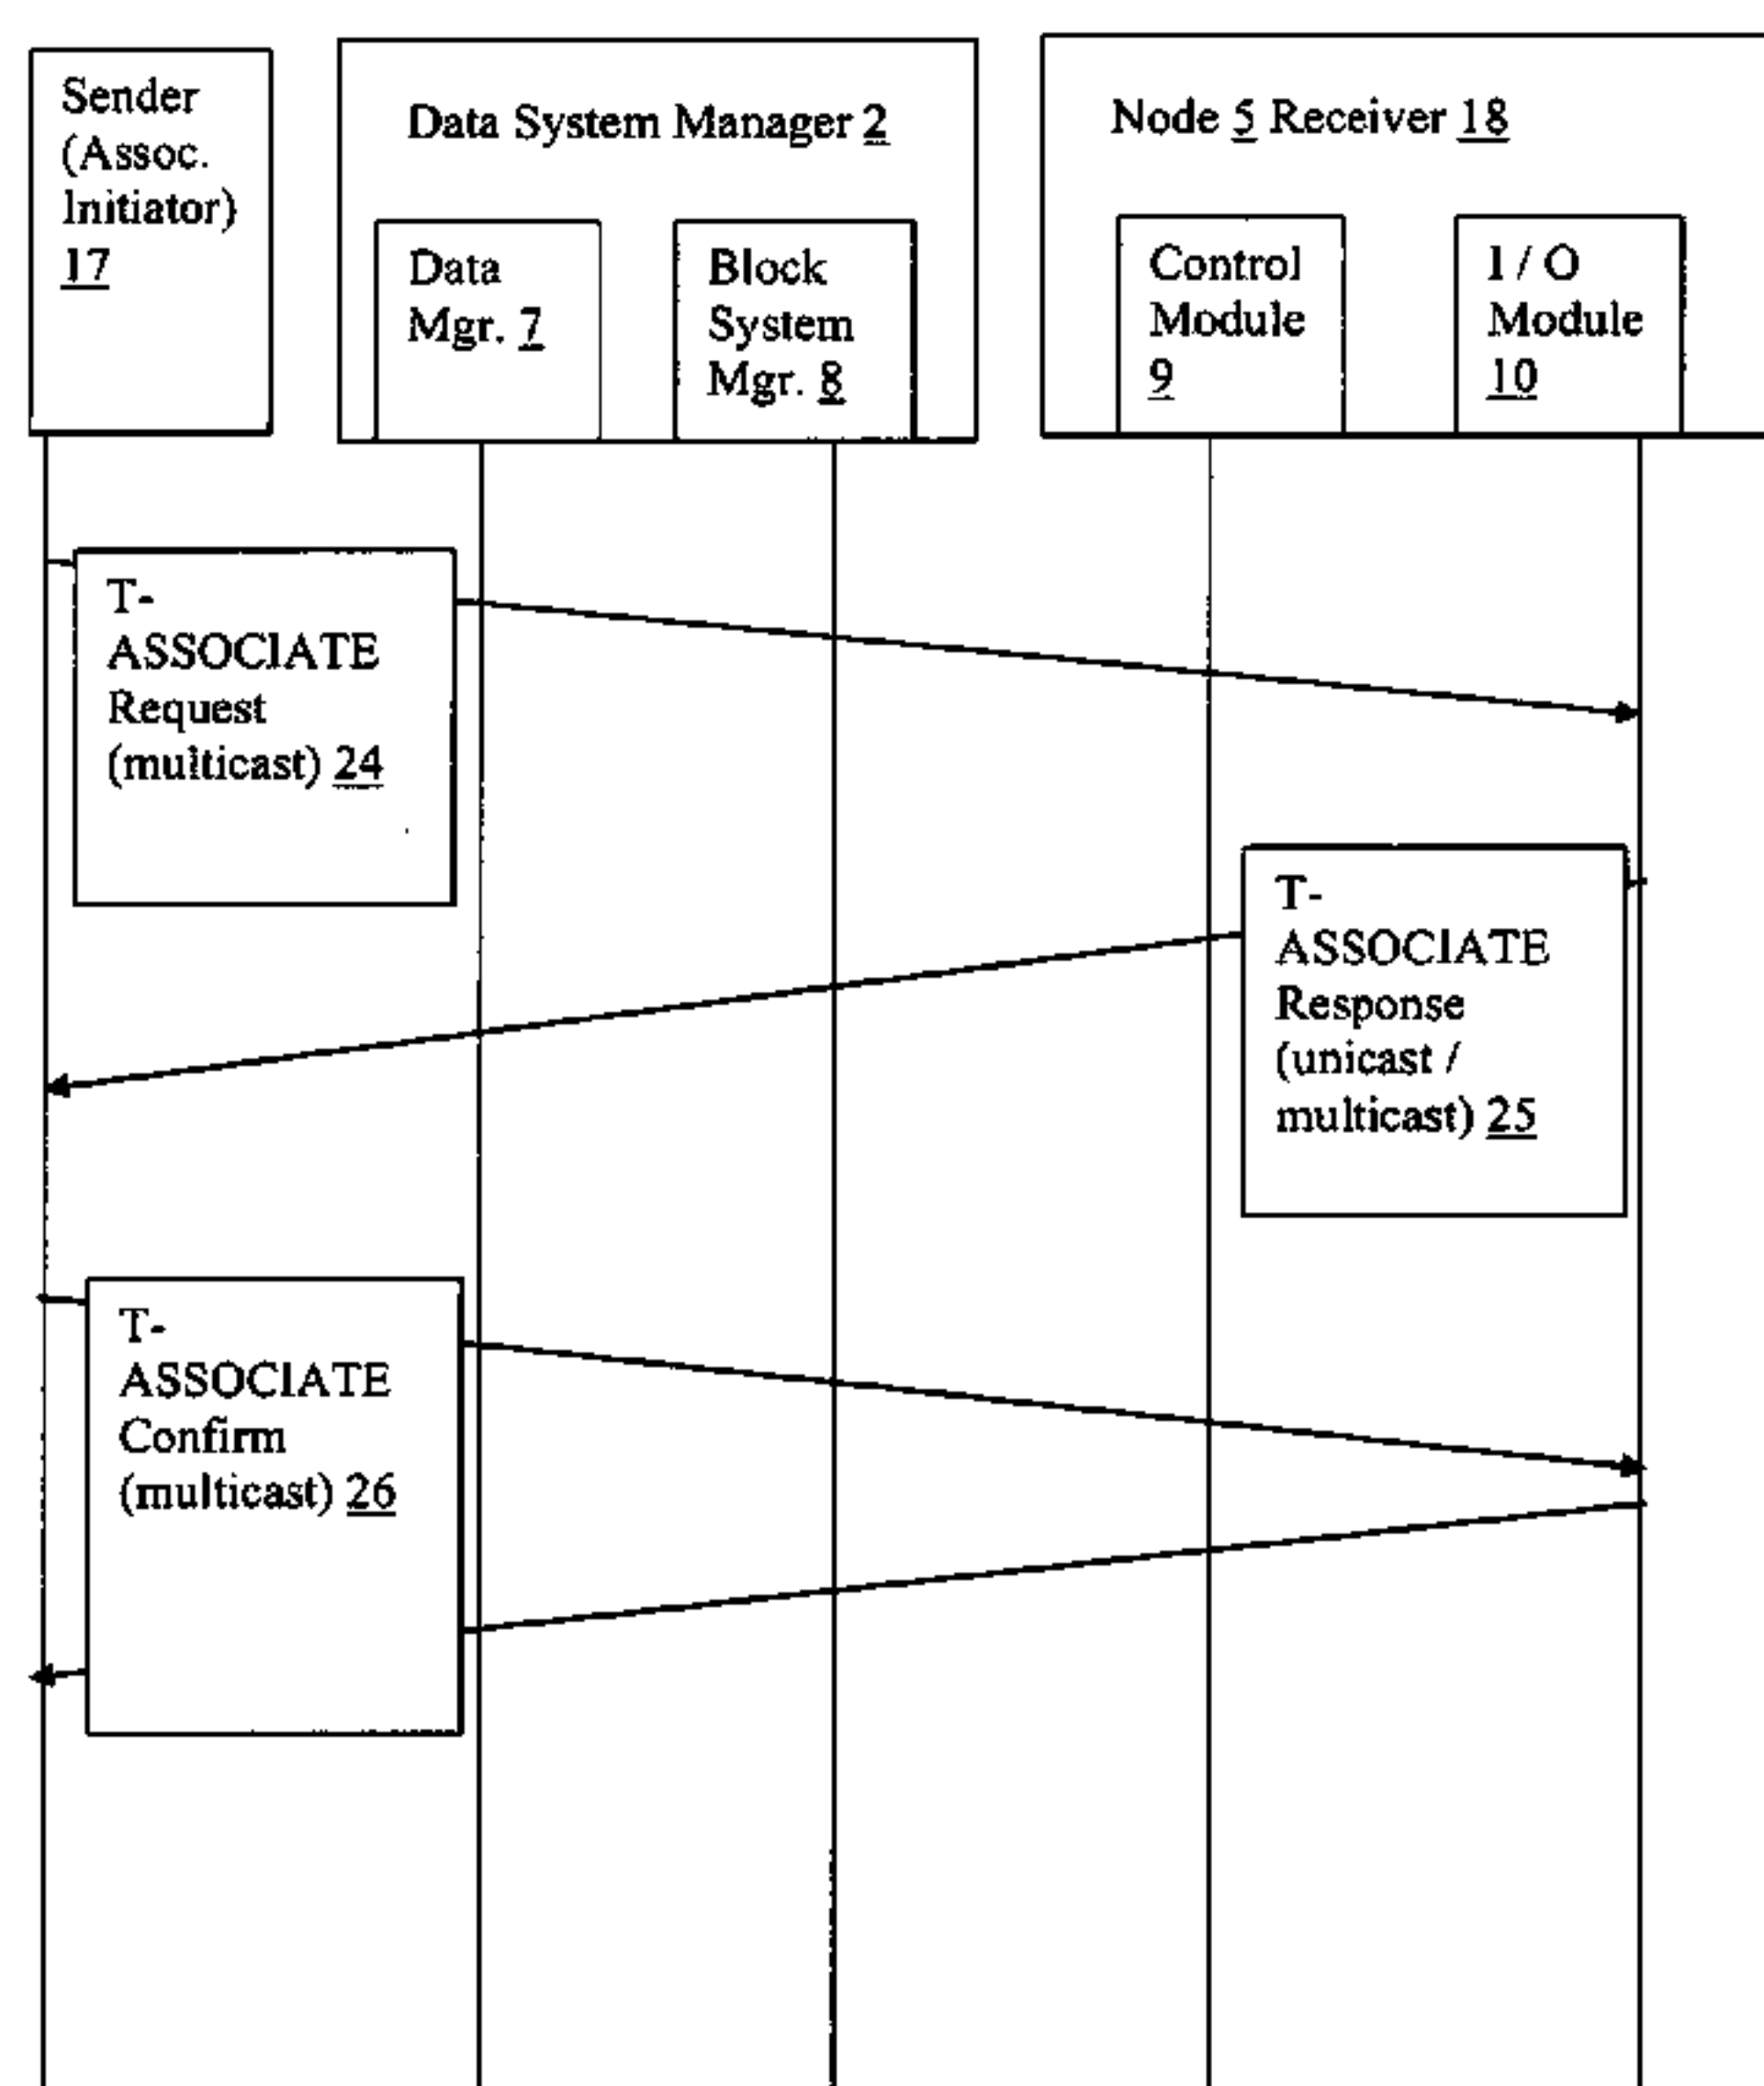 Sender
(Assoc.
Initiator)
17
Data System Manager 2
Data
Mgr. 7
Block
System
Mgr. 8
Node 5 Receiver 18
Control
Module
9
I / O
Module
10
T-
ASSOCIATE
Request
(multicast) 24
T-
ASSOCIATE
Response
(unicast /
multicast) 25
T-
ASSOCIATE
Confirm
(multicast) 26